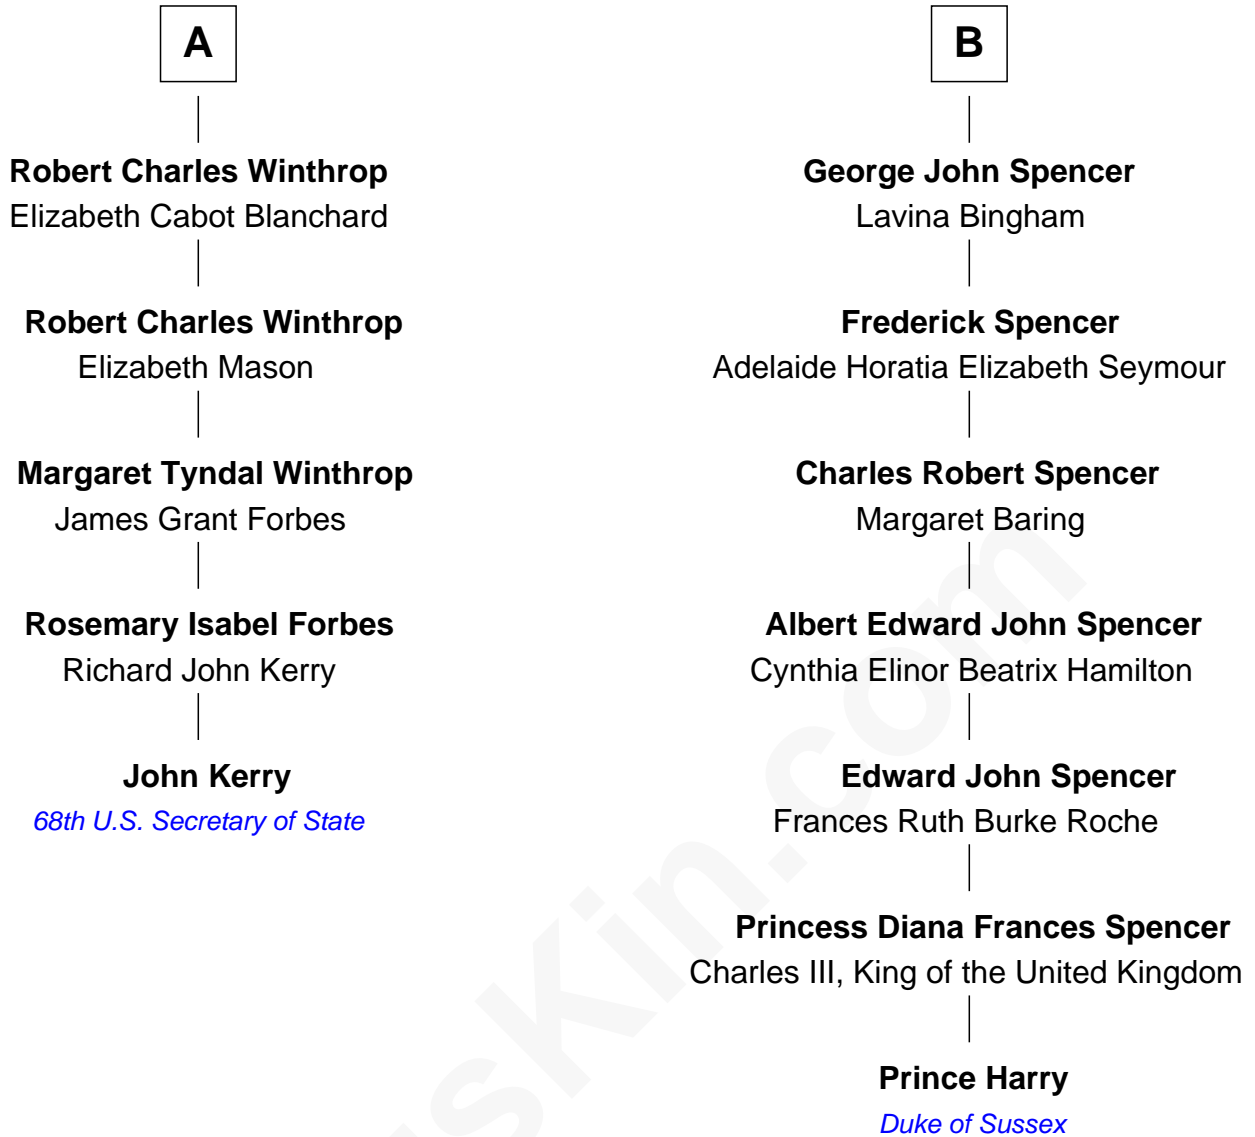 A
Robert Charles Winthrop
Elizabeth Cabot Blanchard
Robert Charles Winthrop
Elizabeth Mason
Margaret Tyndal Winthrop
James Grant Forbes
Rosemary Isabel Forbes
Richard John Kerry
John Kerry
68th U.S. Secretary of State
B
George John Spencer
Lavina Bingham
Frederick Spencer
Adelaide Horatia Elizabeth Seymour
Charles Robert Spencer
Margaret Baring
Albert Edward John Spencer
Cynthia Elinor Beatrix Hamilton
Edward John Spencer
Frances Ruth Burke Roche
Princess Diana Frances Spencer
Charles III, King of the United Kingdom
Prince Harry
Duke of Sussex
sKin.com